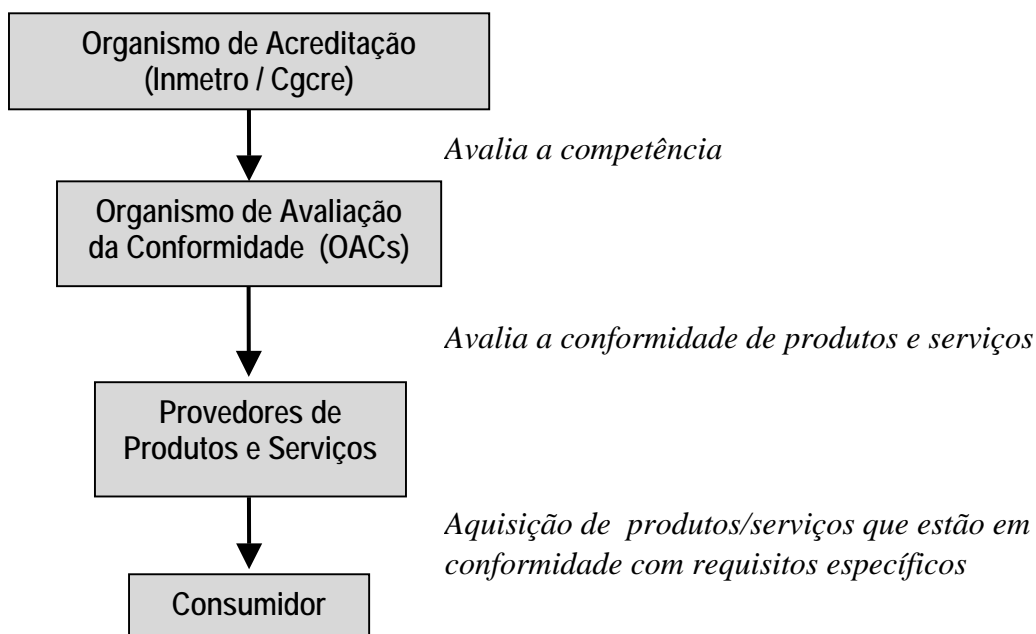 Organismo de Acreditação
(Inmetro / Cgcre)
Avalia a competência
Organismo de Avaliação
da Conformidade (OACs)
Avalia a conformidade de produtos e serviços
Provedores de
Produtos e Serviços
Aquisição de produtos/serviços que estão em
conformidade com requisitos específicos
Consumidor